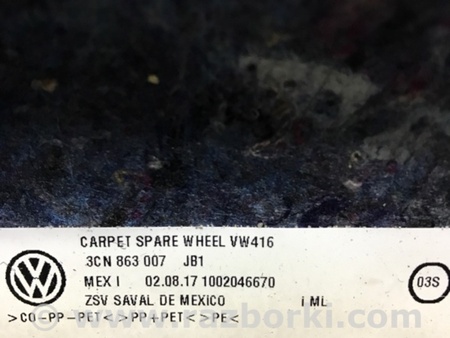 CARPET SPARE WHEEL VW416
3CN 863 007 JB1
MEX I 02.08.17 1002046670
ZSV SAVAL DE MEXICO I ML
>CO-PP-PET< >PP+PET< >PE<
VW
03S
www.razborki.com